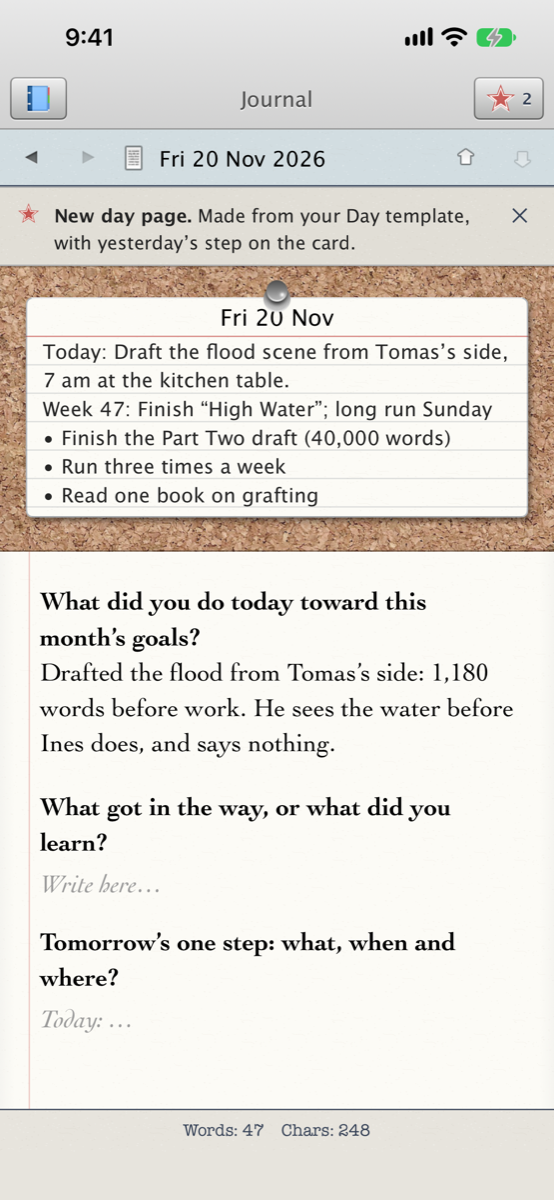 9:41
Journal
2
Fri 20 Nov 2026
New day page. Made from your Day template,
with yesterday’s step on the card.
Fri 20 Nov
Today: Draft the flood scene from Tomas’s side,
7 am at the kitchen table.
Week 47: Finish “High Water”; long run Sunday
• Finish the Part Two draft (40,000 words)
• Run three times a week
• Read one book on grafting
What did you do today toward this
month’s goals?
Drafted the flood from Tomas’s side: 1,180
words before work. He sees the water before
Ines does, and says nothing.
What got in the way, or what did you
learn?
Write here…
Tomorrow’s one step: what, when and
where?
Today: …
Words: 47 Chars: 248